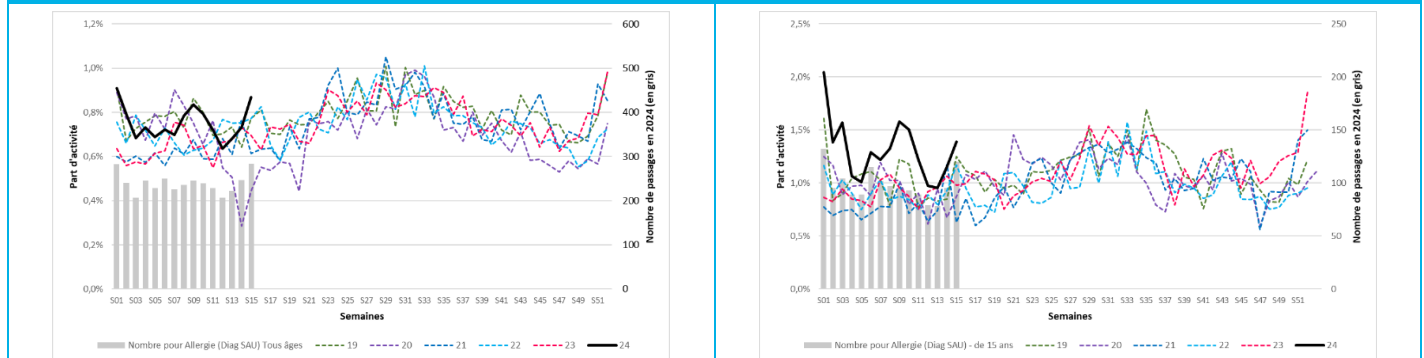 1,2%
1,0%
0,8%
0,6%
0,4%
0,2%
0,0%
Part d'activité
600
500
400
300
200
100
0
Nombre de passages en 2024 (en gris)
S01 S03 S05 S07 S09 S11 S13 S15 S17 S19 S21 S23 S25 S27 S29 S31 S33 S35 S37 S39 S41 S43 S45 S47 S49 S51
Semaines
Nombre pour Allergie (Diag SAU) Tous âges 19 20 21 22 23 24
2,5%
2,0%
1,5%
1,0%
0,5%
0,0%
Part d'activité
250
200
150
100
50
0
Nombre de passages en 2024 (en gris)
S01 S03 S05 S07 S09 S11 S13 S15 S17 S19 S21 S23 S25 S27 S29 S31 S33 S35 S37 S39 S41 S43 S45 S47 S49 S51
Semaines
Nombre pour Allergie (Diag SAU) - de 15 ans 19 20 21 22 23 24